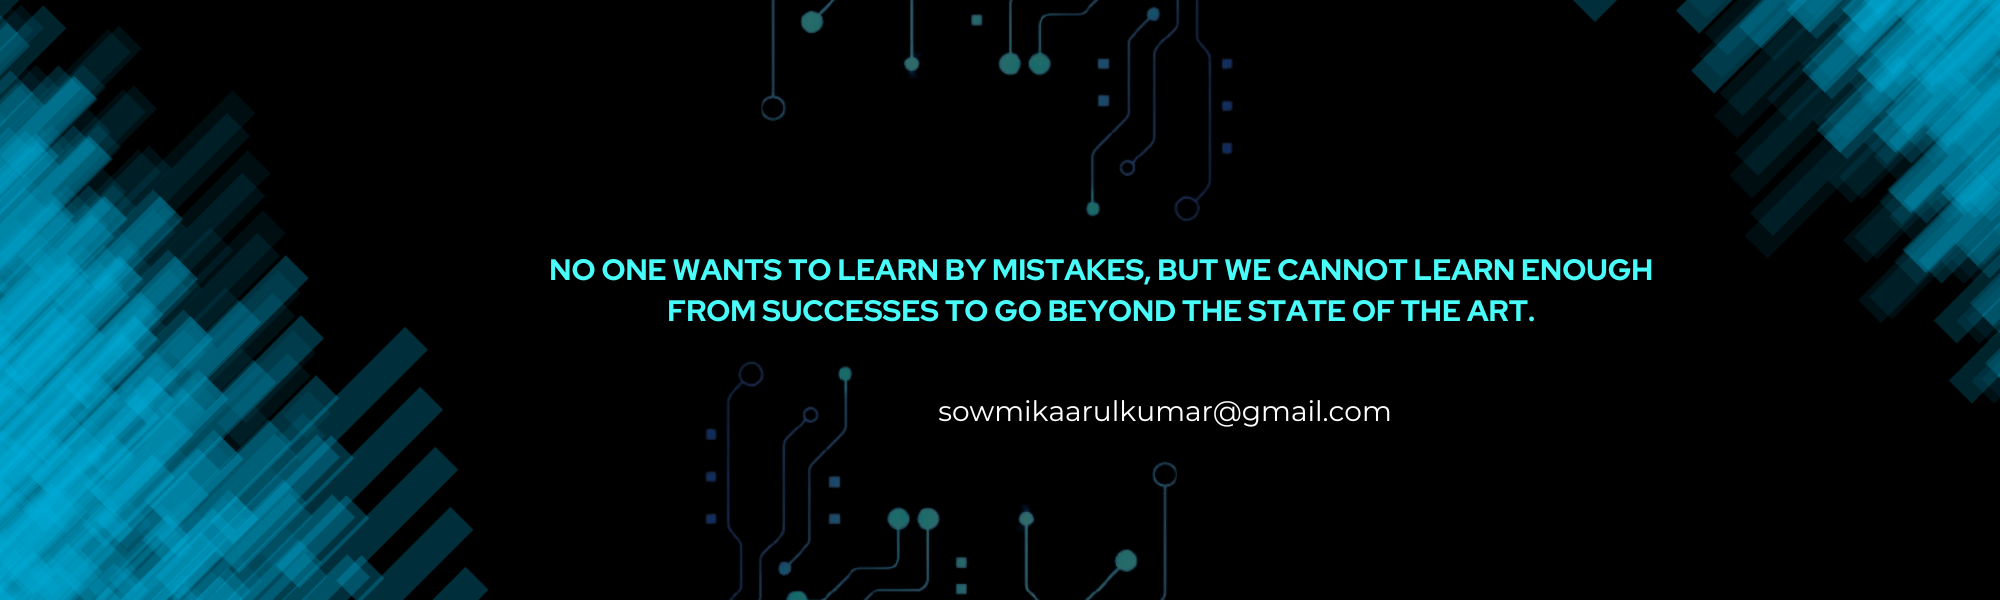 NO ONE WANTS TO LEARN BY MISTAKES, BUT WE CANNOT LEARN ENOUGH
FROM SUCCESSES TO GO BEYOND THE STATE OF THE ART.
sowmikaarulkumar@gmail.com